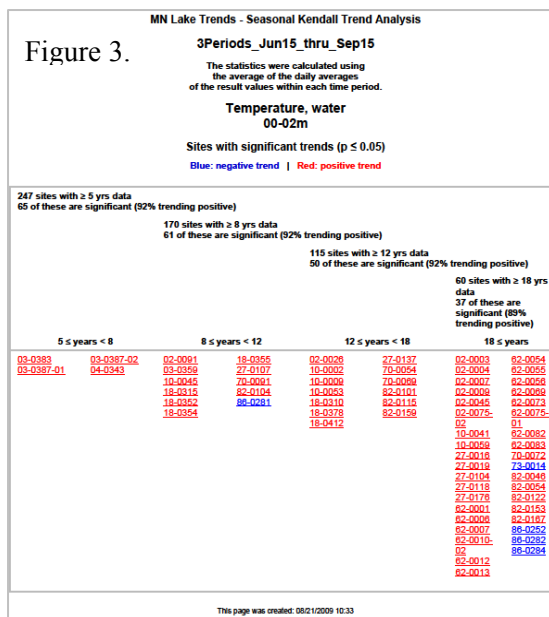 MN Lake Trends - Seasonal Kendall Trend Analysis
Figure 3.
3Periods_Jun15_thru_Sep15
The statistics were calculated using
the average of the daily averages
of the result values within each time period.
Temperature, water
00-02m
Sites with significant trends (p ≤ 0.05)
Blue: negative trend | Red: positive trend
247 sites with ≥ 5 yrs data
65 of these are significant (92% trending positive)
170 sites with ≥ 8 yrs data
61 of these are significant (92% trending positive)
115 sites with ≥ 12 yrs data
50 of these are significant (92% trending positive)
60 sites with ≥ 18 yrs
data
37 of these are
significant (89%
trending positive)
5 ≤ years < 8 8 ≤ years < 12 12 ≤ years < 18 18 ≤ years
03-0383 03-0387-02 02-0091 18-0355 02-0026 27-0137 02-0003 62-0054
03-0387-01 04-0343 03-0359 27-0107 10-0002 70-0054 02-0004 62-0055
10-0045 70-0091 10-0009 70-0069 02-0007 62-0056
18-0315 82-0104 10-0053 82-0101 02-0009 62-0069
18-0352 86-0281 18-0310 82-0115 02-0045 62-0073
18-0354 18-0378 82-0159 02-0075- 62-0075-
18-0412 02 01
10-0041 62-0082
10-0059 62-0083
27-0016 70-0072
27-0019 73-0014
27-0104 82-0046
27-0118 82-0054
27-0176 82-0122
62-0001 82-0153
62-0006 82-0167
62-0007 86-0252
62-0010- 86-0282
02 86-0284
62-0012
62-0013
This page was created: 08/21/2009 10:33